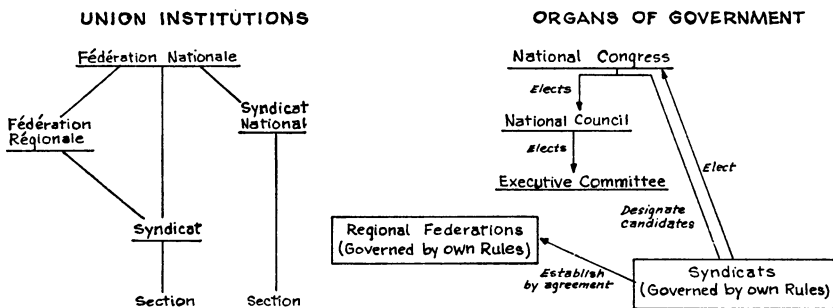 UNION INSTITUTIONS
Fédération Nationale
Fédération
Régionale
Syndicat
National
Syndicat
Section
Section
ORGANS OF GOVERNMENT
National Congress
Elects
National Council
Elects
Executive Committee
Elect
Designate
candidates
Regional Federations
(Governed by own Rules)
Establish
by agreement
Syndicats
(Governed by own Rules)